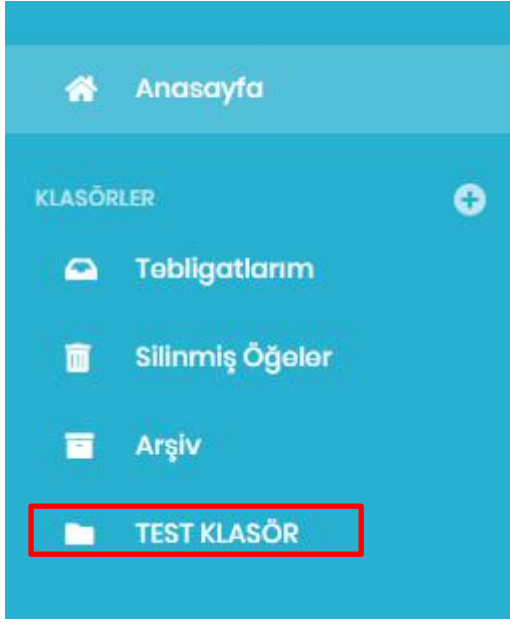 Anasayfa
KLASÖRLER
Tebligatlarım
Silinmiş Öğeler
Arşiv
TEST KLASÖR